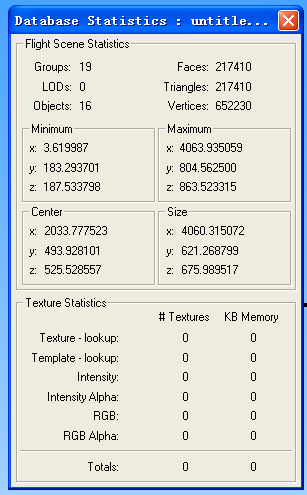 Database Statistics : untitle...
Flight Scene Statistics
Groups: 19 Faces: 217410
LODs: 0 Triangles: 217410
Objects: 16 Vertices: 652230
Minimum Maximum
x: 3.619987 x: 4063.935059
y: 183.293701 y: 804.562500
z: 187.533798 z: 863.523315
Center Size
x: 2033.777523 x: 4060.315072
y: 493.928101 y: 621.268799
z: 525.528557 z: 675.989517
Texture Statistics
# Textures KB Memory
Texture - lookup: 0 0
Template - lookup: 0 0
Intensity: 0 0
Intensity Alpha: 0 0
RGB: 0 0
RGB Alpha: 0 0
Totals: 0 0